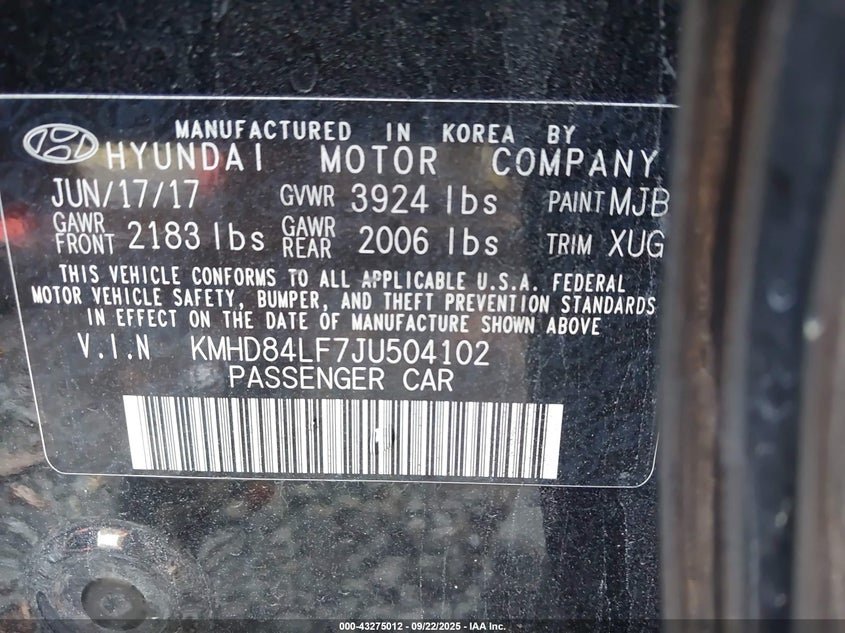 MANUFACTURED IN KOREA BY
HYUNDAI MOTOR COMPANY
JUN/17/17 GVWR 3924 lbs PAINT MJB
GAWR FRONT 2183 lbs GAWR REAR 2006 lbs TRIM XUG
THIS VEHICLE CONFORMS TO ALL APPLICABLE U.S.A. FEDERAL
MOTOR VEHICLE SAFETY, BUMPER, AND THEFT PREVENTION STANDARDS
IN EFFECT ON THE DATE OF MANUFACTURE SHOWN ABOVE
V.I.N KMHD84LF7JU504102
PASSENGER CAR
000-43275012 - 09/22/2025 - IAA Inc.